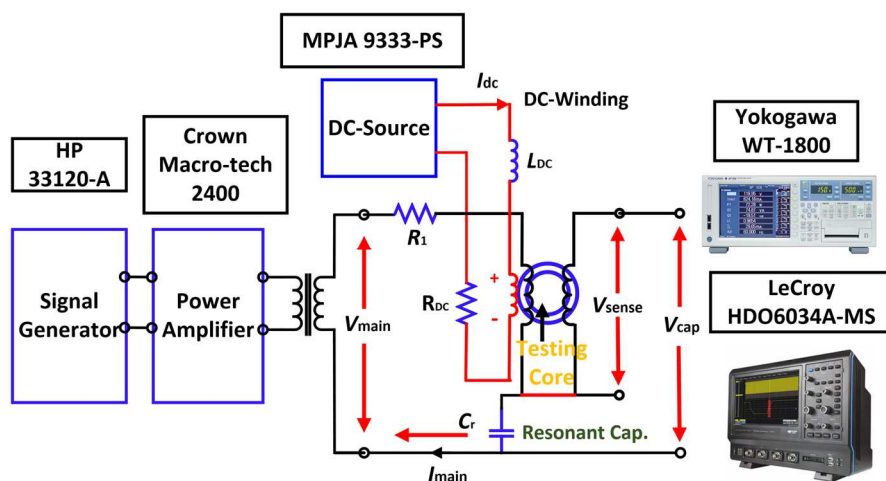 MPJA 9333-PS
HP
33120-A
Crown
Macro-tech
2400
Signal
Generator
Power
Amplifier
DC-Source
Idc
DC-Winding
LDC
R1
RDC
+
-
Vmain
Testing
Core
Vsense
Vcap
Cr
Resonant Cap.
Imain
Yokogawa
WT-1800
LeCroy
HDO6034A-MS